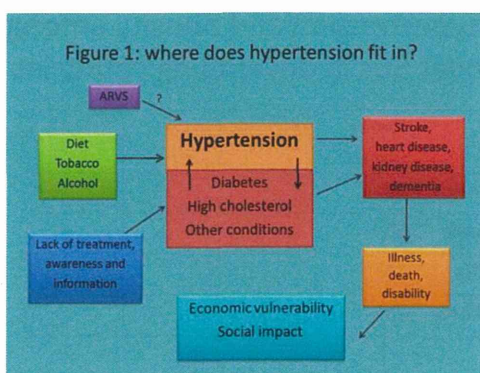 Figure 1: where does hypertension fit in?
ARVS
?
Diet
Tobacco
Alcohol
Hypertension
Diabetes
High cholesterol
Other conditions
Stroke,
heart disease,
kidney disease,
dementia
Lack of treatment,
awareness and
information
Illness,
death,
disability
Economic vulnerability
Social impact